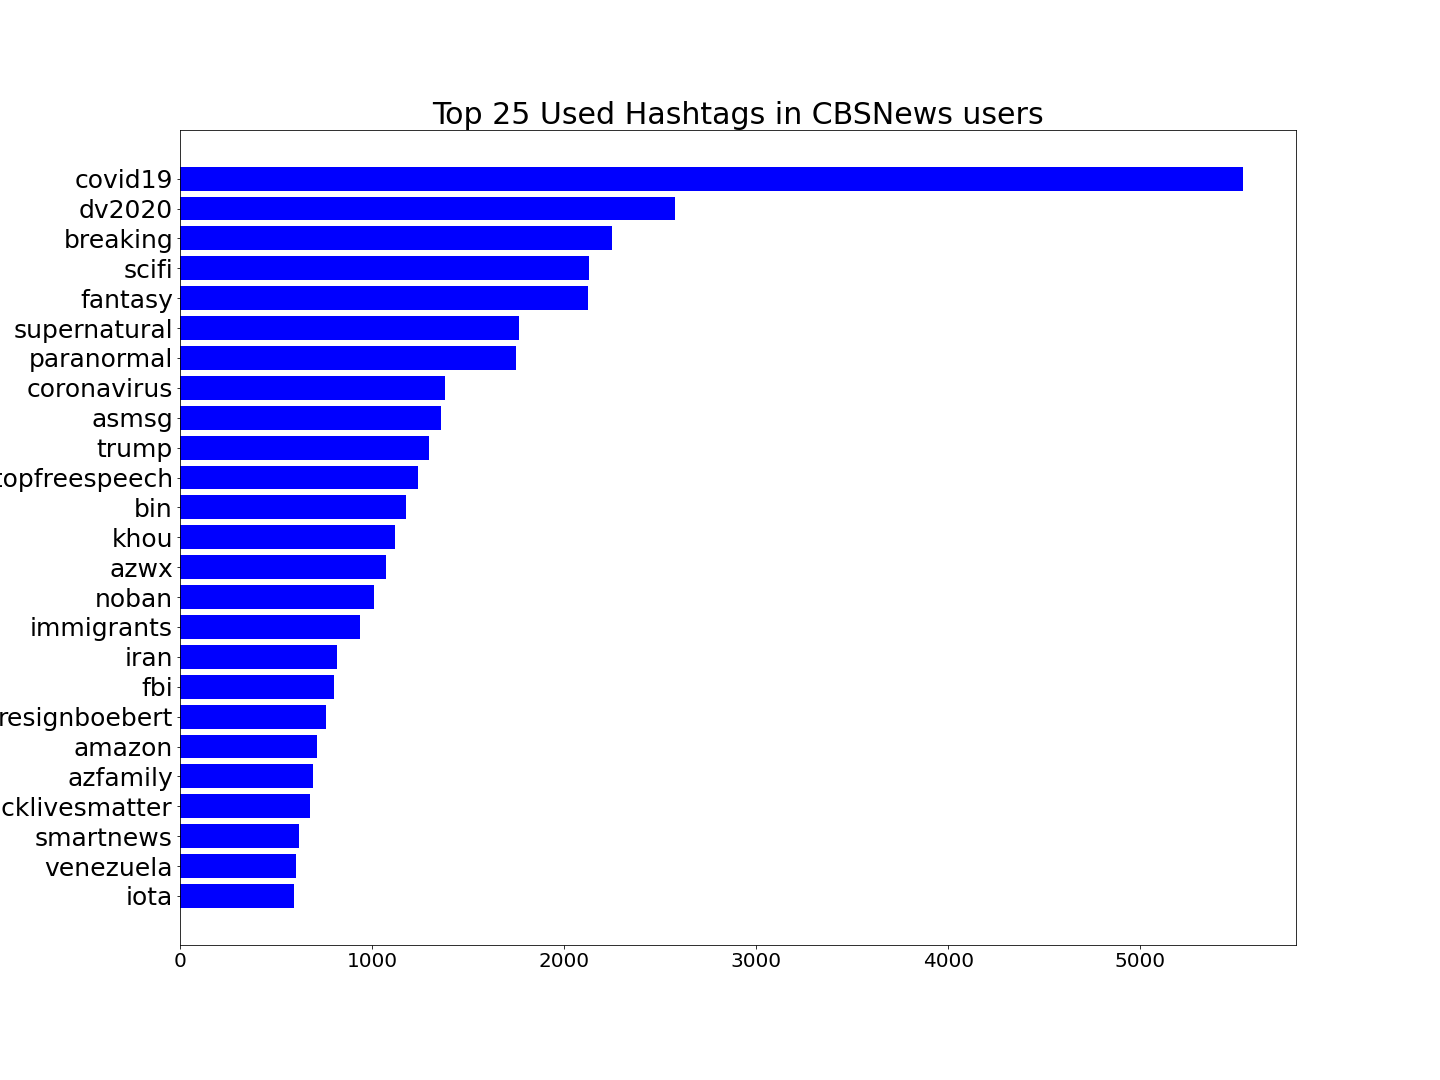 Top 25 Used Hashtags in CBSNews users
covid19
dv2020
breaking
scifi
fantasy
supernatural
paranormal
coronavirus
asmsg
trump
topfreespeech
bin
khou
azwx
noban
immigrants
iran
fbi
resignboebert
amazon
azfamily
cklivesmatter
smartnews
venezuela
iota
0 1000 2000 3000 4000 5000